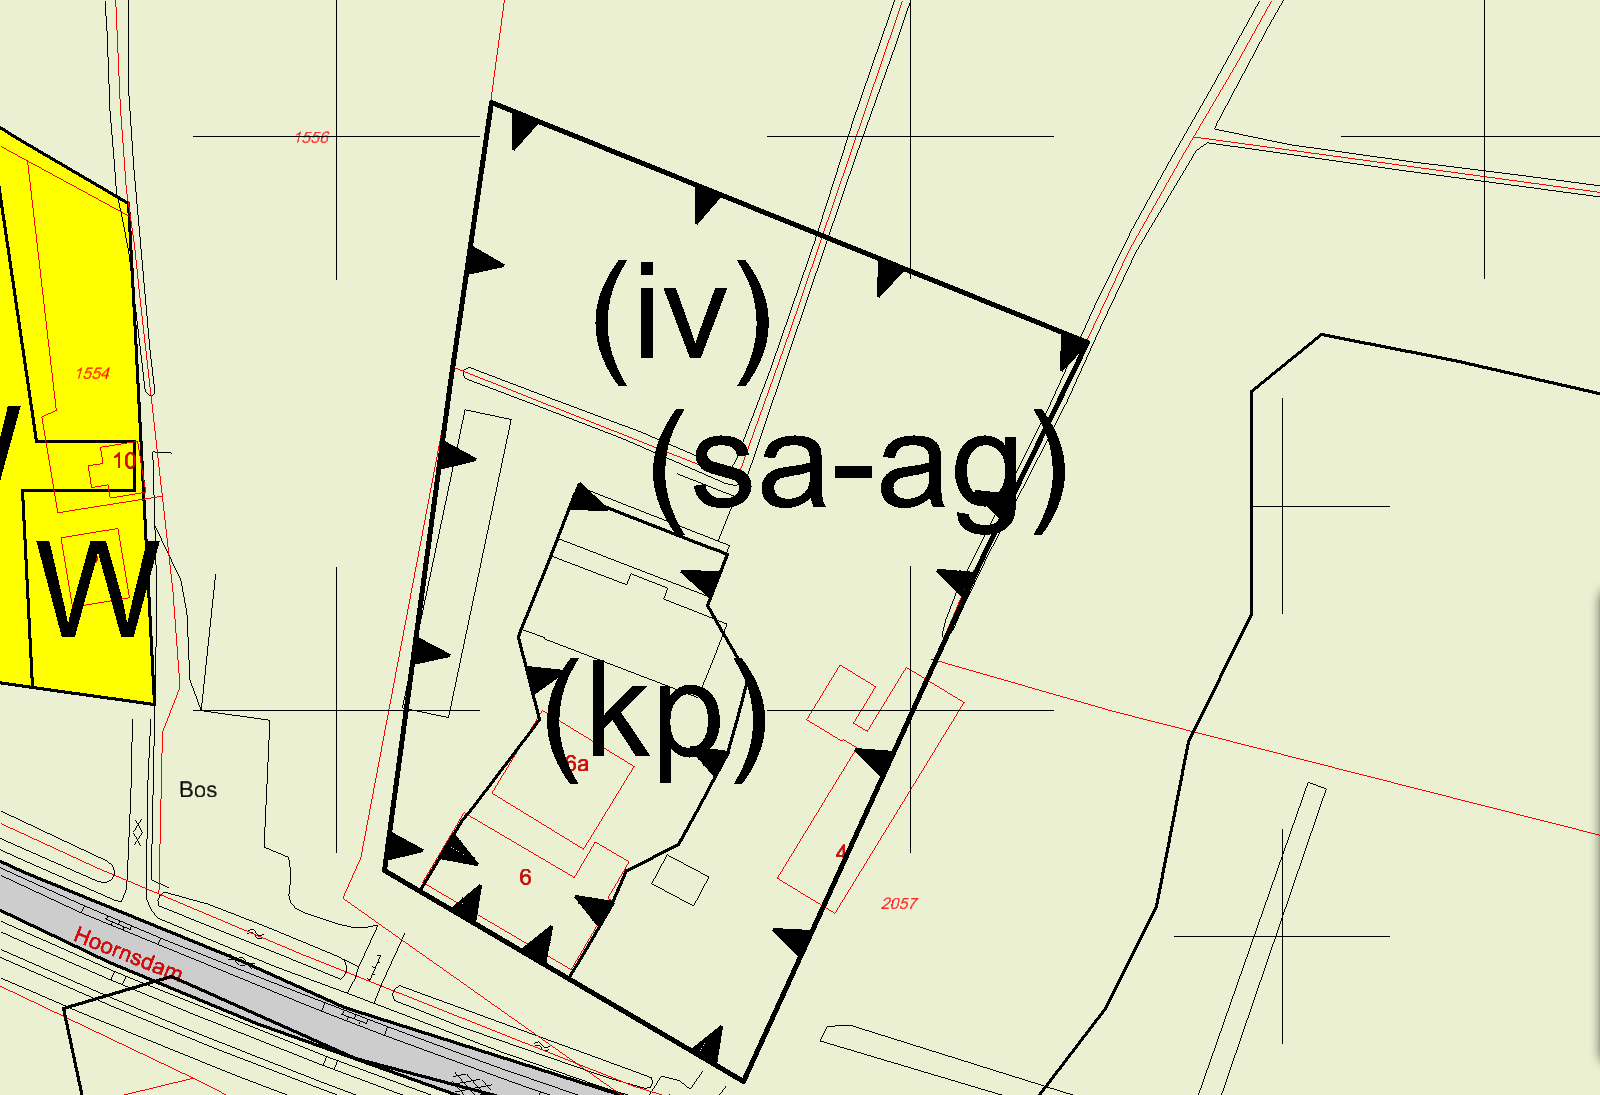 1556
(iv)
1554
(sa-ag)
10
W
(kp)
6a
Bos
4
6
2057
Hoornsdam